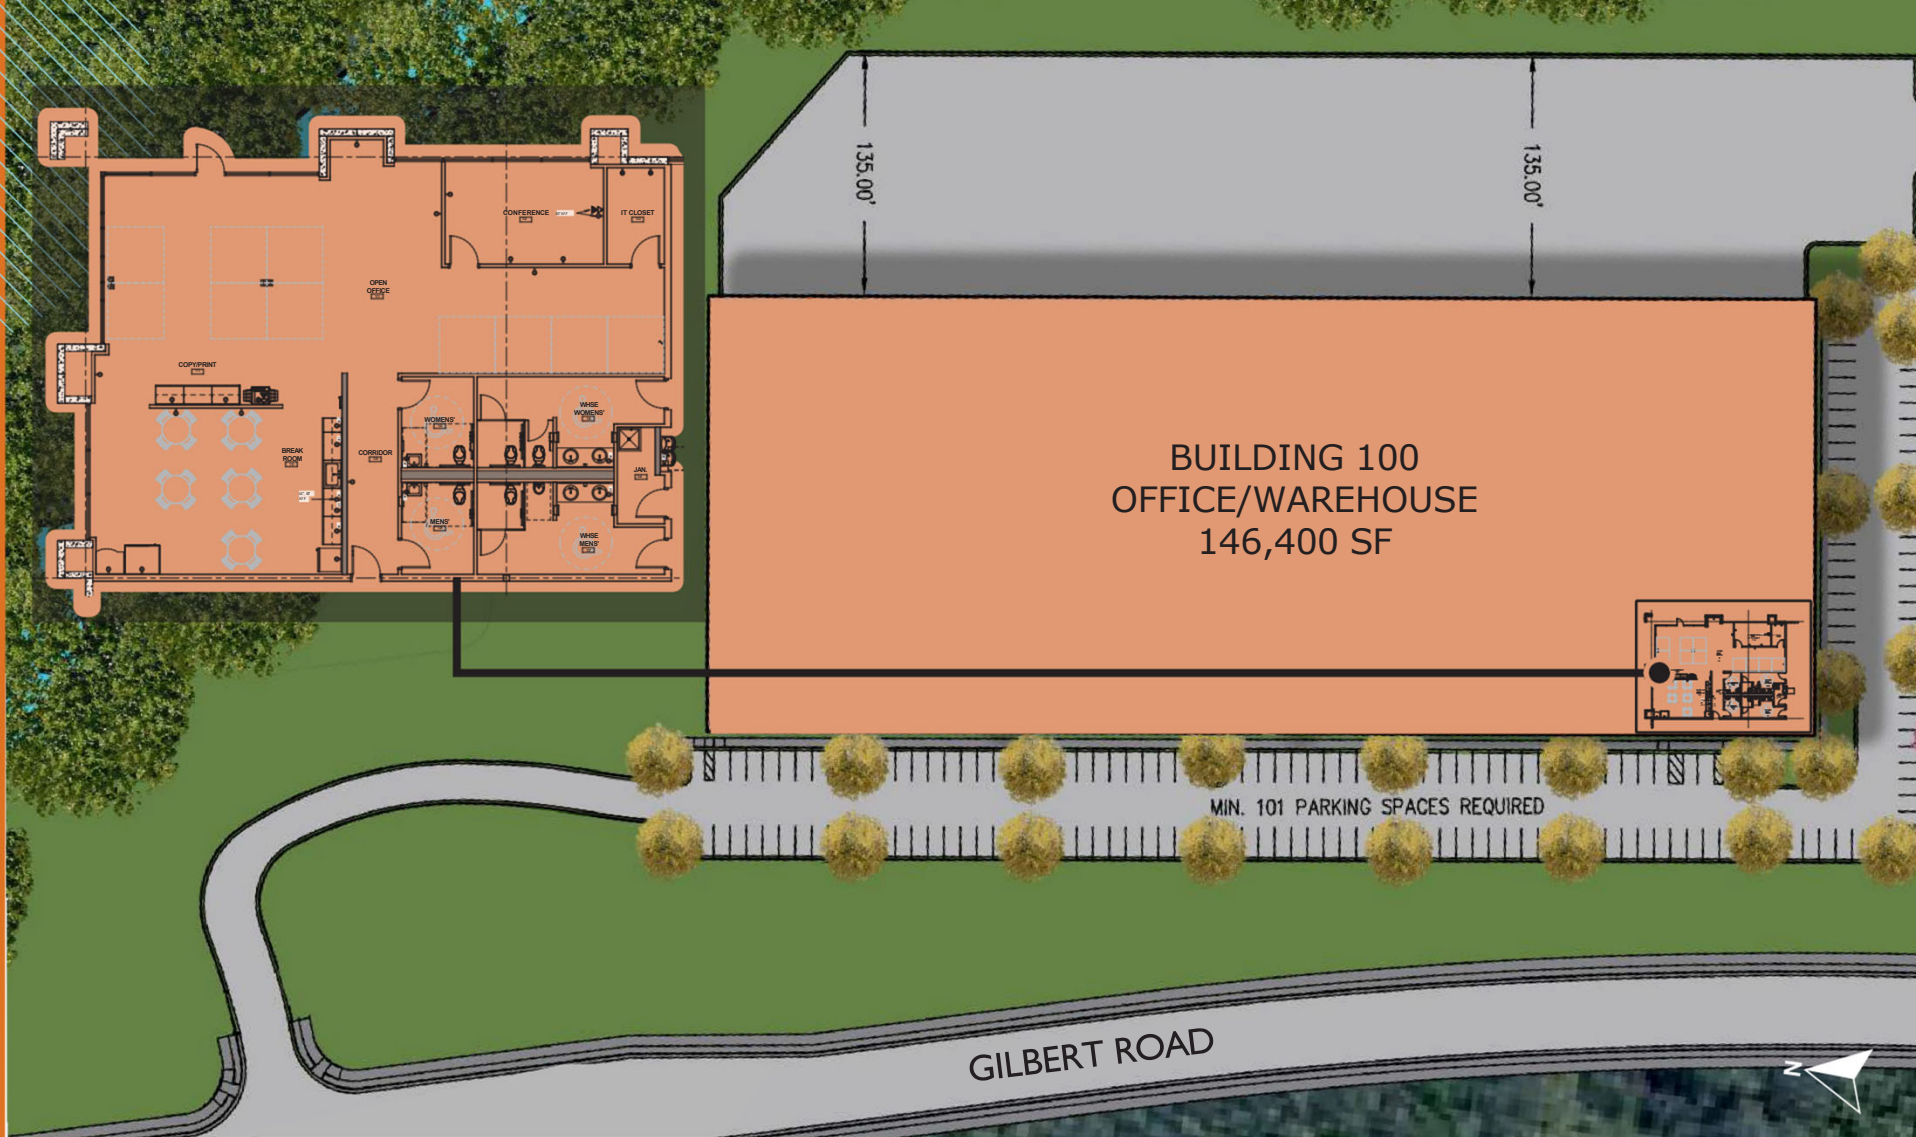 135.00'
135.00'
CONFERENCE
IT CLOSET
OPEN
OFFICE
COPY/PRINT
WOMENS'
WHSE
WOMENS'
BREAK
ROOM
CORRIDOR
JAN.
MENS'
WHSE
MENS'
BUILDING 100
OFFICE/WAREHOUSE
146,400 SF
MIN. 101 PARKING SPACES REQUIRED
GILBERT ROAD
N